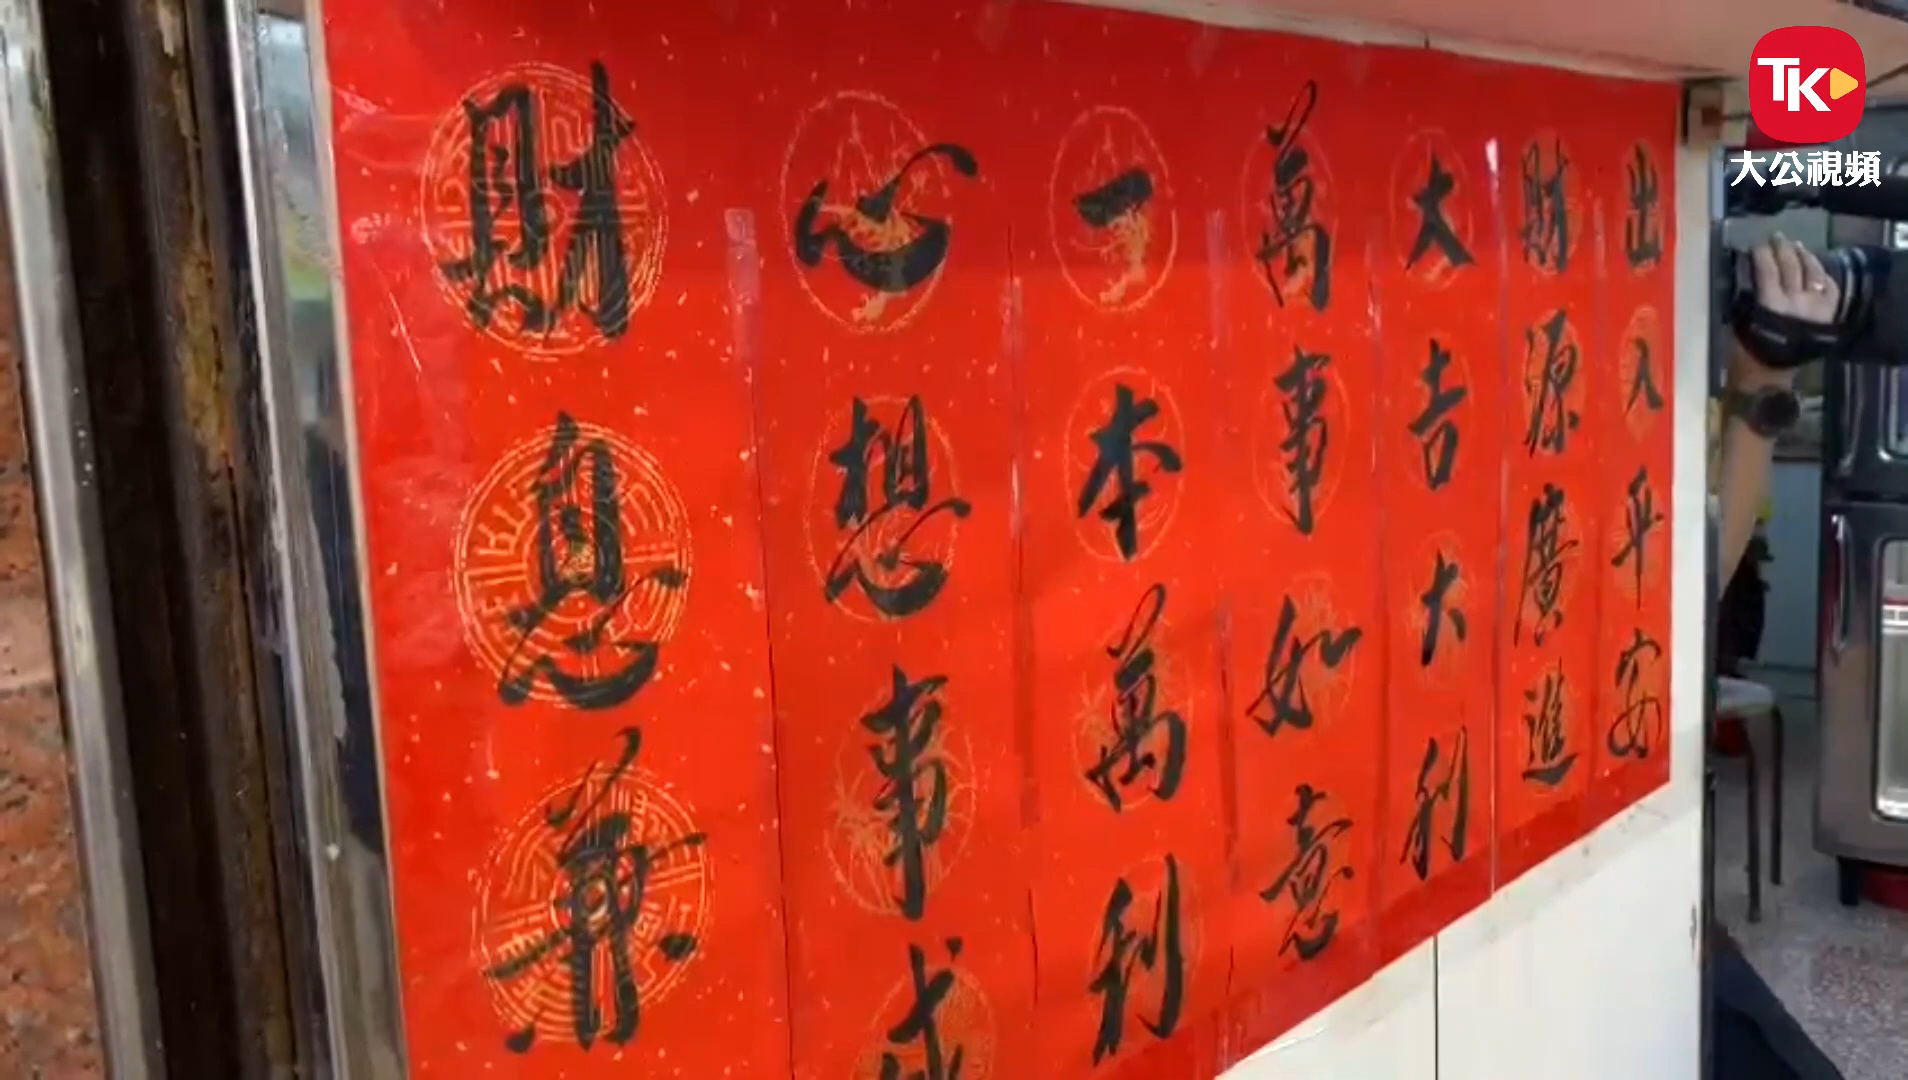 出入平安
財源廣進
大吉大利
萬事如意
一本萬利
心想事成
財息兼
TK
大公視頻